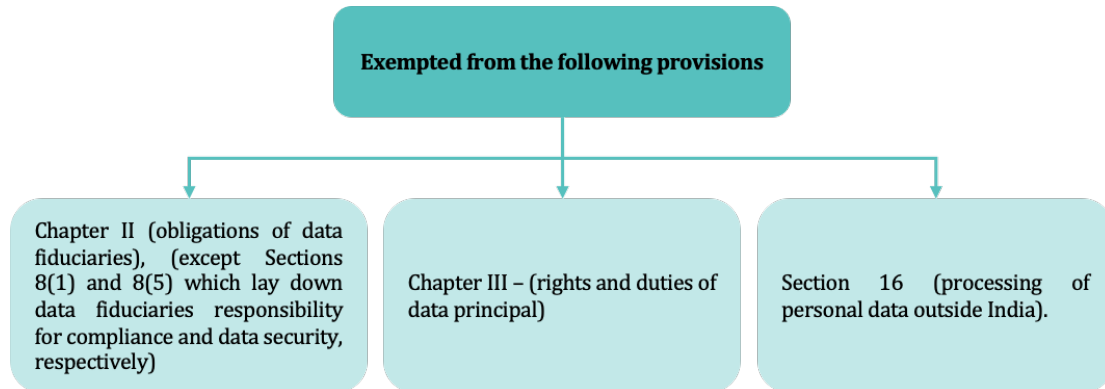 Exempted from the following provisions
Chapter II (obligations of data
fiduciaries), (except Sections
8(1) and 8(5) which lay down
data fiduciaries responsibility
for compliance and data security,
respectively)
Chapter III – (rights and duties of
data principal)
Section 16 (processing of
personal data outside India).